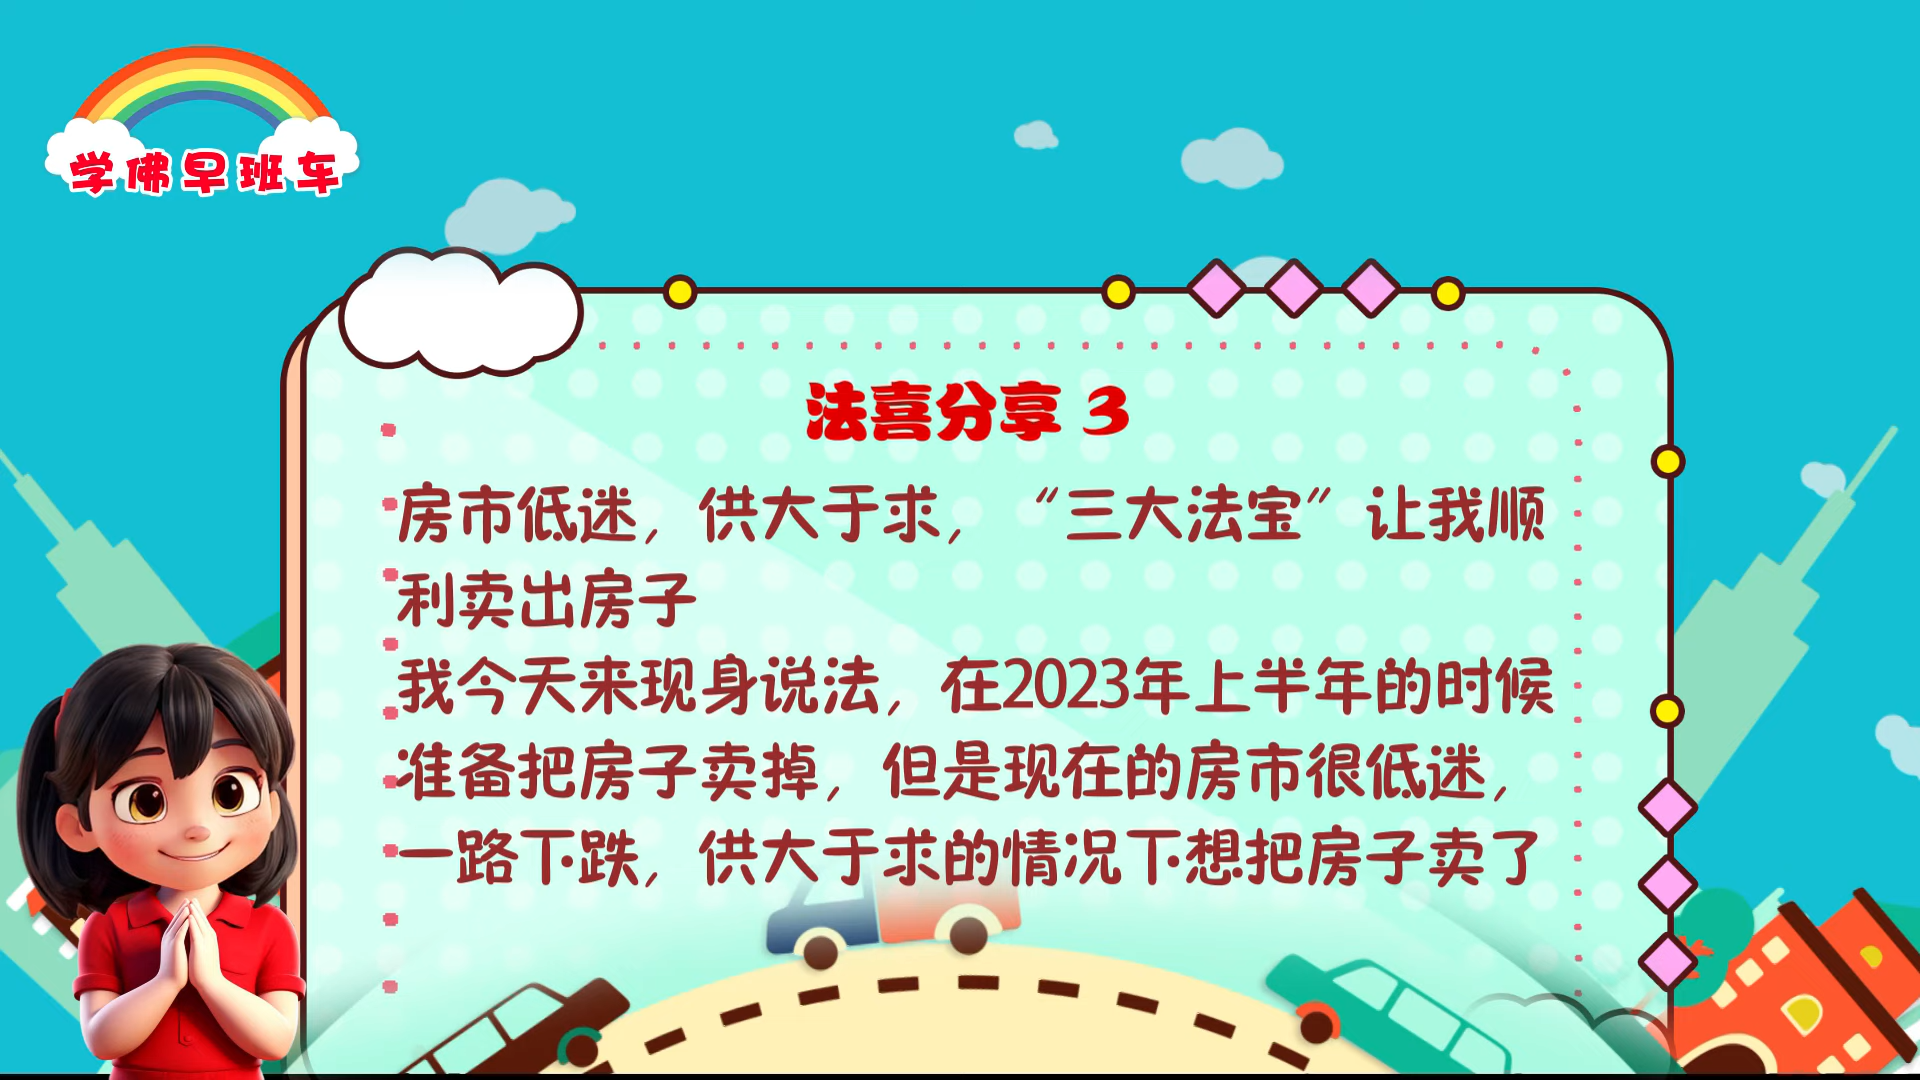 学佛早班车
法喜分享 3
房市低迷，供大于求，“三大法宝”让我顺
利卖出房子
我今天来现身说法，在2023年上半年的时候
准备把房子卖掉，但是现在的房市很低迷，
一路下跌，供大于求的情况下想把房子卖了